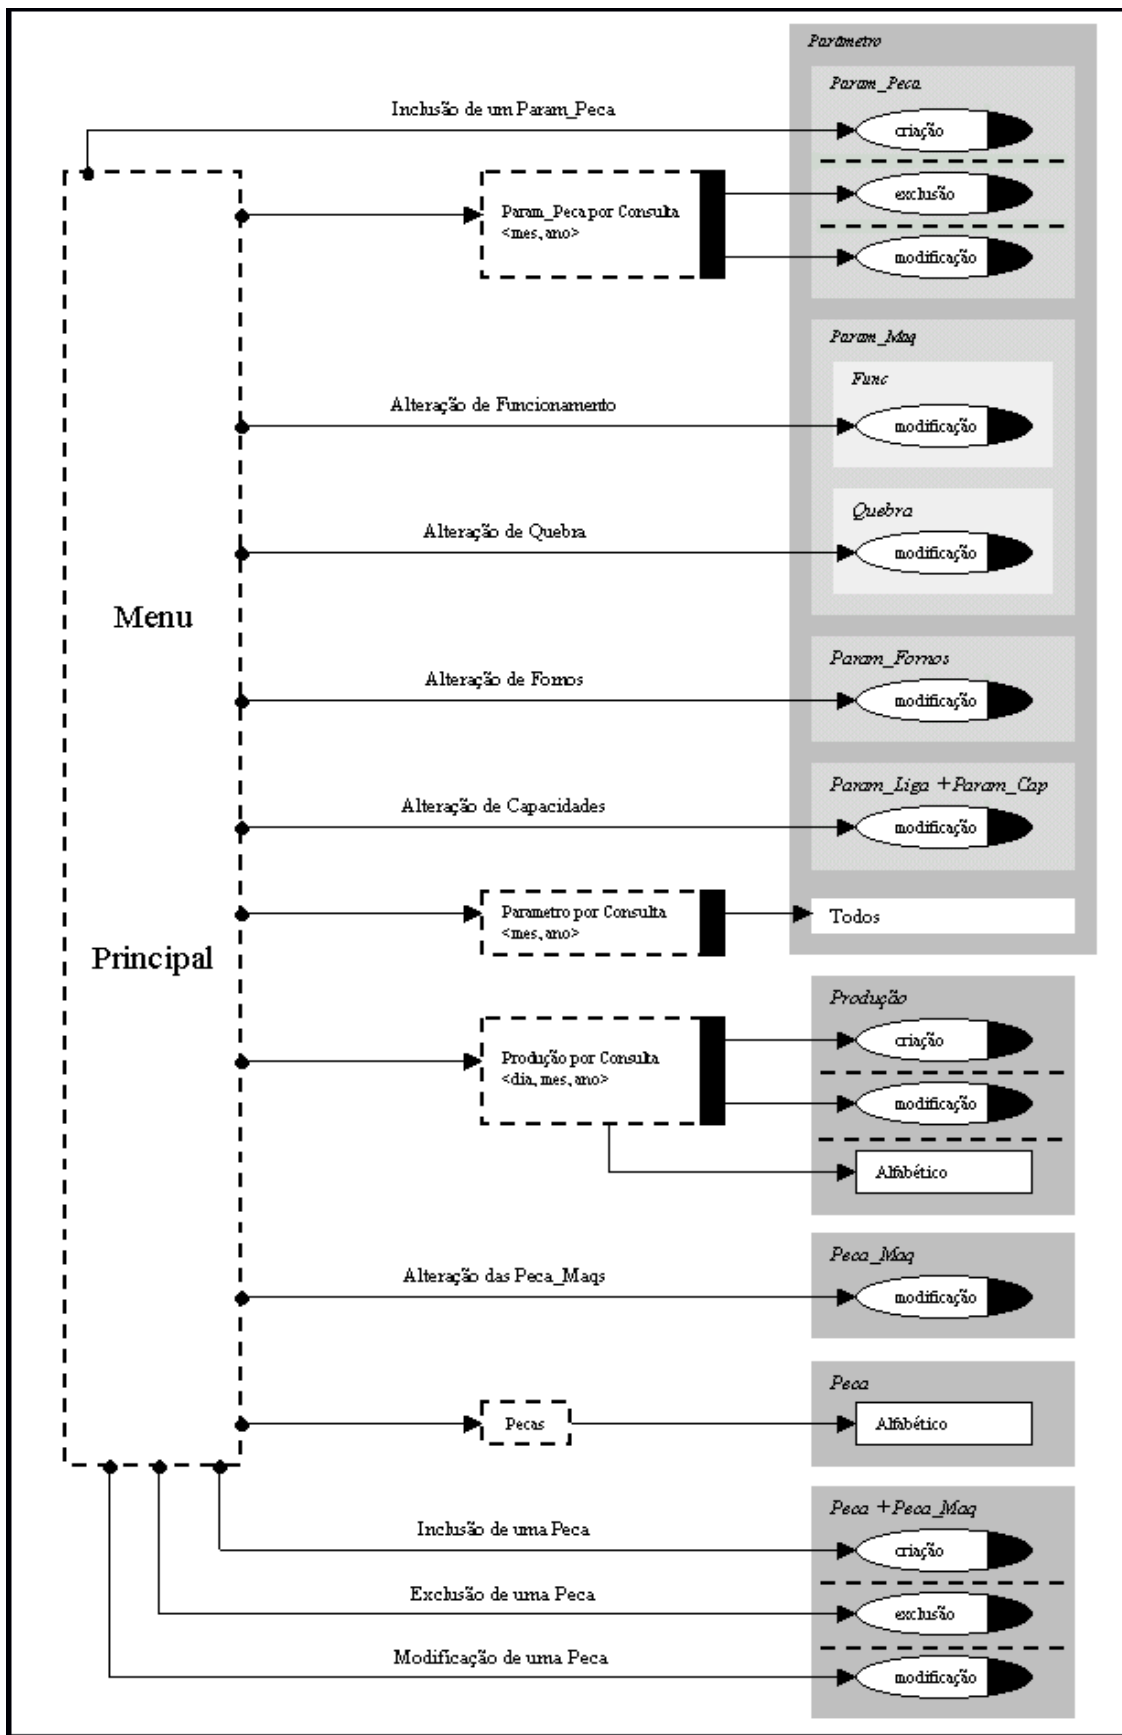 Parâmetro
Param_Peca
Inclusão de um Param_Peca
criação
Param_Peca por Consulta
<mes, ano>
exclusão
modificação
Param_Maq
Func
Alteração de Funcionamento
modificação
Quebra
Alteração de Quebra
modificação
Menu
Principal
Param_Fornos
Alteração de Fornos
modificação
Param_Liga + Param_Cap
Alteração de Capacidades
modificação
Parametro por Consulta
<mes, ano>
Todos
Produção
Produção por Consulta
<dia, mes, ano>
criação
modificação
Alfabético
Peca_Maq
Alteração das Peca_Maqs
modificação
Peca
Pecas
Alfabético
Peca + Peca_Maq
Inclusão de uma Peca
criação
Exclusão de uma Peca
exclusão
Modificação de uma Peca
modificação